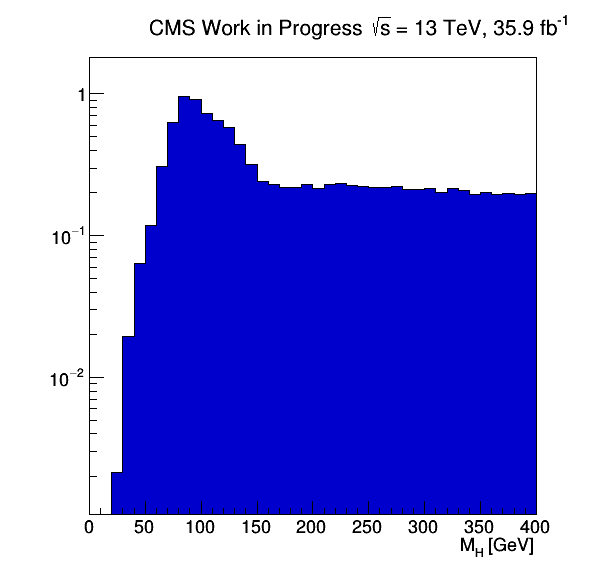 CMS Work in Progress √s = 13 TeV, 35.9 fb⁻¹
1
10⁻¹
10⁻²
0 50 100 150 200 250 300 350 400
M_H [GeV]